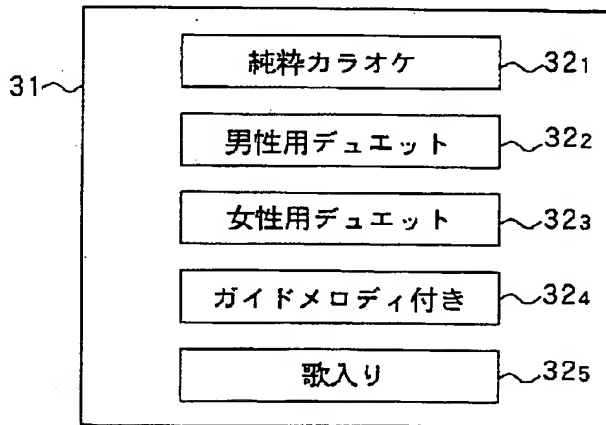 純粋カラオケ 32₁
男性用デュエット 32₂
31
女性用デュエット 32₃
ガイドメロディ付き 32₄
歌入り 32₅